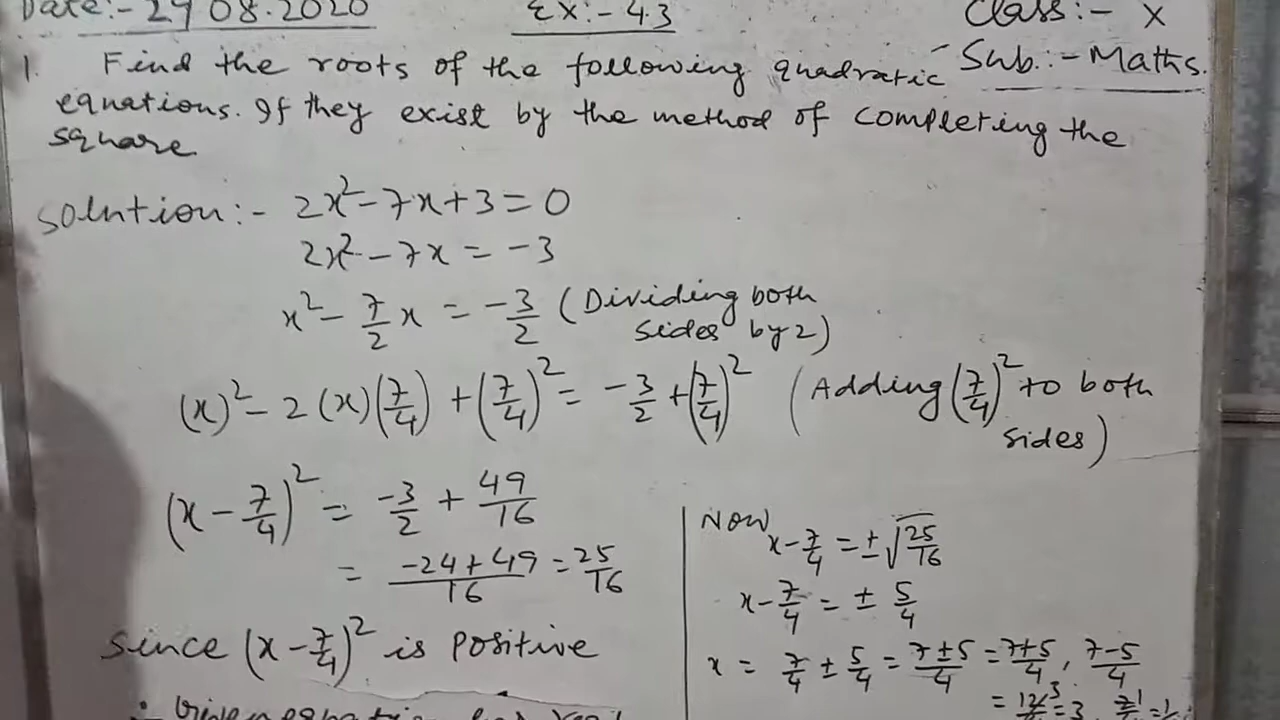 Date:- 29 08.2020
Ex:- 4.3
Class:- X
Sub.:- Maths.
1. Find the roots of the following quadratic
equations. If they exist by the method of completing the
square
Solution:- 2x² - 7x + 3 = 0
2x² - 7x = -3
x² - 7/2 x = -3/2 (Dividing both
sides by 2)
(x)² - 2(x)(7/4) + (7/4)² = -3/2 + (7/4)² (Adding (7/4)² to both
sides)
(x - 7/4)² = -3/2 + 49/16
= (-24+49)/16 = 25/16
Since (x - 7/4)² is positive
Now
x - 7/4 = ± √(25/16)
x - 7/4 = ± 5/4
x = 7/4 ± 5/4 = (7±5)/4 = (7+5)/4, (7-5)/4